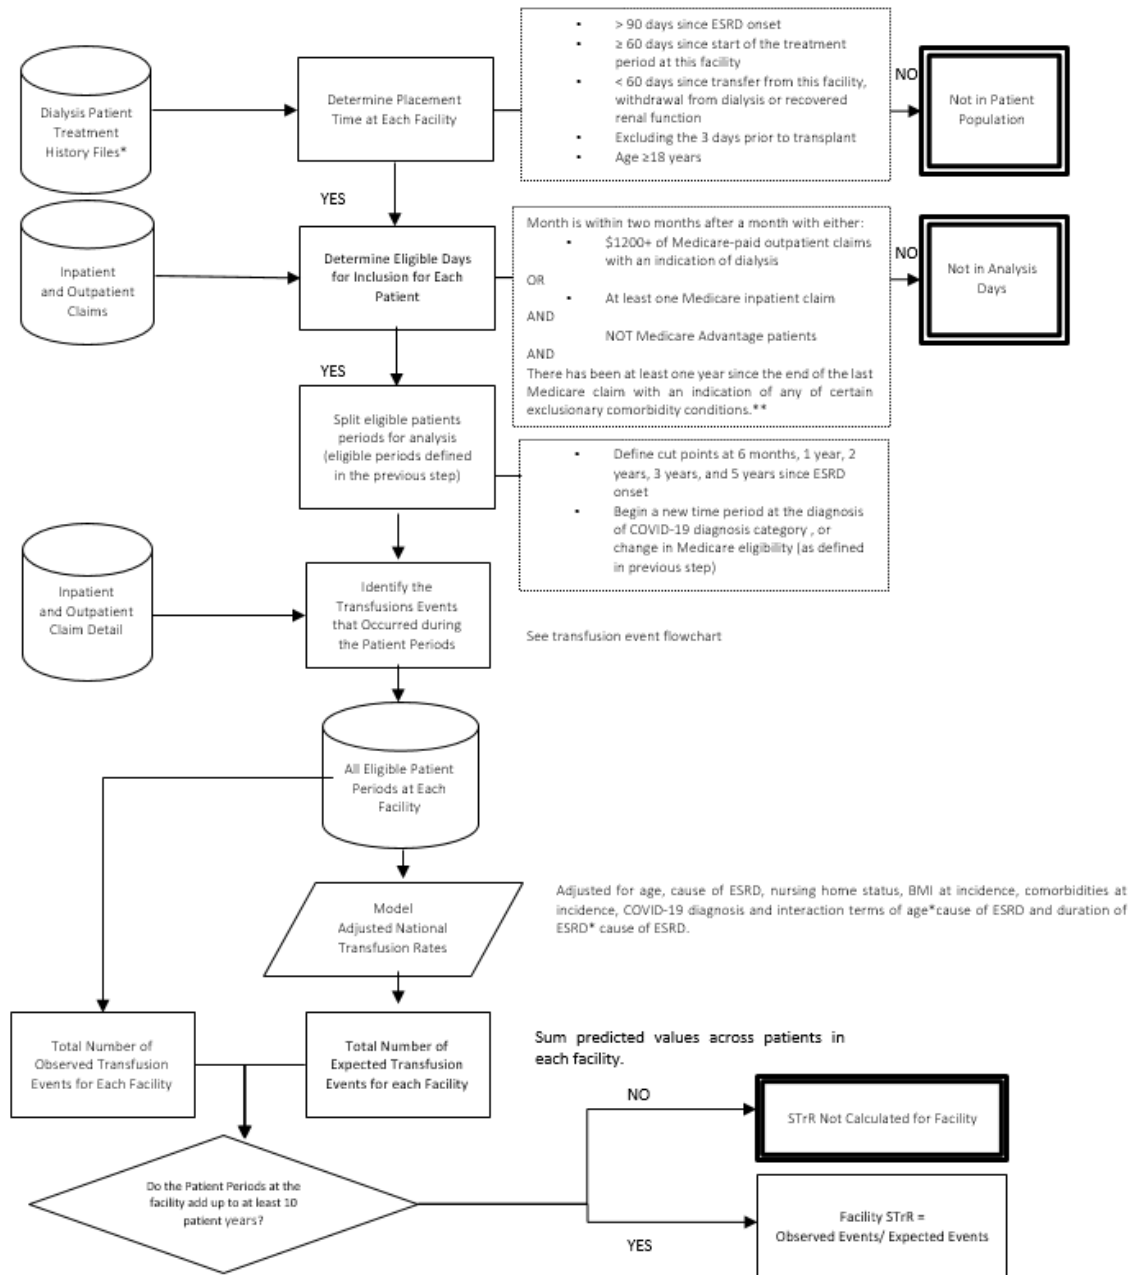 Dialysis Patient
Treatment
History Files*
Determine Placement
Time at Each Facility
▪ > 90 days since ESRD onset
▪ ≥ 60 days since start of the treatment
period at this facility
▪ < 60 days since transfer from this facility,
withdrawal from dialysis or recovered
renal function
▪ Excluding the 3 days prior to transplant
▪ Age ≥18 years
NO
Not in Patient
Population
YES
Inpatient
and Outpatient
Claims
Determine Eligible Days
for Inclusion for Each
Patient
Month is within two months after a month with either:
▪ $1200+ of Medicare-paid outpatient claims
with an indication of dialysis
OR
▪ At least one Medicare inpatient claim
AND
NOT Medicare Advantage patients
AND
There has been at least one year since the end of the last
Medicare claim with an indication of any of certain
exclusionary comorbidity conditions.**
NO
Not in Analysis
Days
YES
Split eligible patients
periods for analysis
(eligible periods defined
in the previous step)
▪ Define cut points at 6 months, 1 year, 2
years, 3 years, and 5 years since ESRD
onset
▪ Begin a new time period at the diagnosis
of COVID-19 diagnosis category , or
change in Medicare eligibility (as defined
in previous step)
Inpatient
and Outpatient
Claim Detail
Identify the
Transfusions Events
that Occurred during
the Patient Periods
See transfusion event flowchart
All Eligible Patient
Periods at Each
Facility
Model
Adjusted National
Transfusion Rates
Adjusted for age, cause of ESRD, nursing home status, BMI at incidence, comorbidities at
incidence, COVID-19 diagnosis and interaction terms of age*cause of ESRD and duration of
ESRD* cause of ESRD.
Total Number of
Observed Transfusion
Events for Each Facility
Total Number of
Expected Transfusion
Events for each Facility
Sum predicted values across patients in
each facility.
Do the Patient Periods at the
facility add up to at least 10
patient years?
NO
STrR Not Calculated for Facility
YES
Facility STrR =
Observed Events/ Expected Events